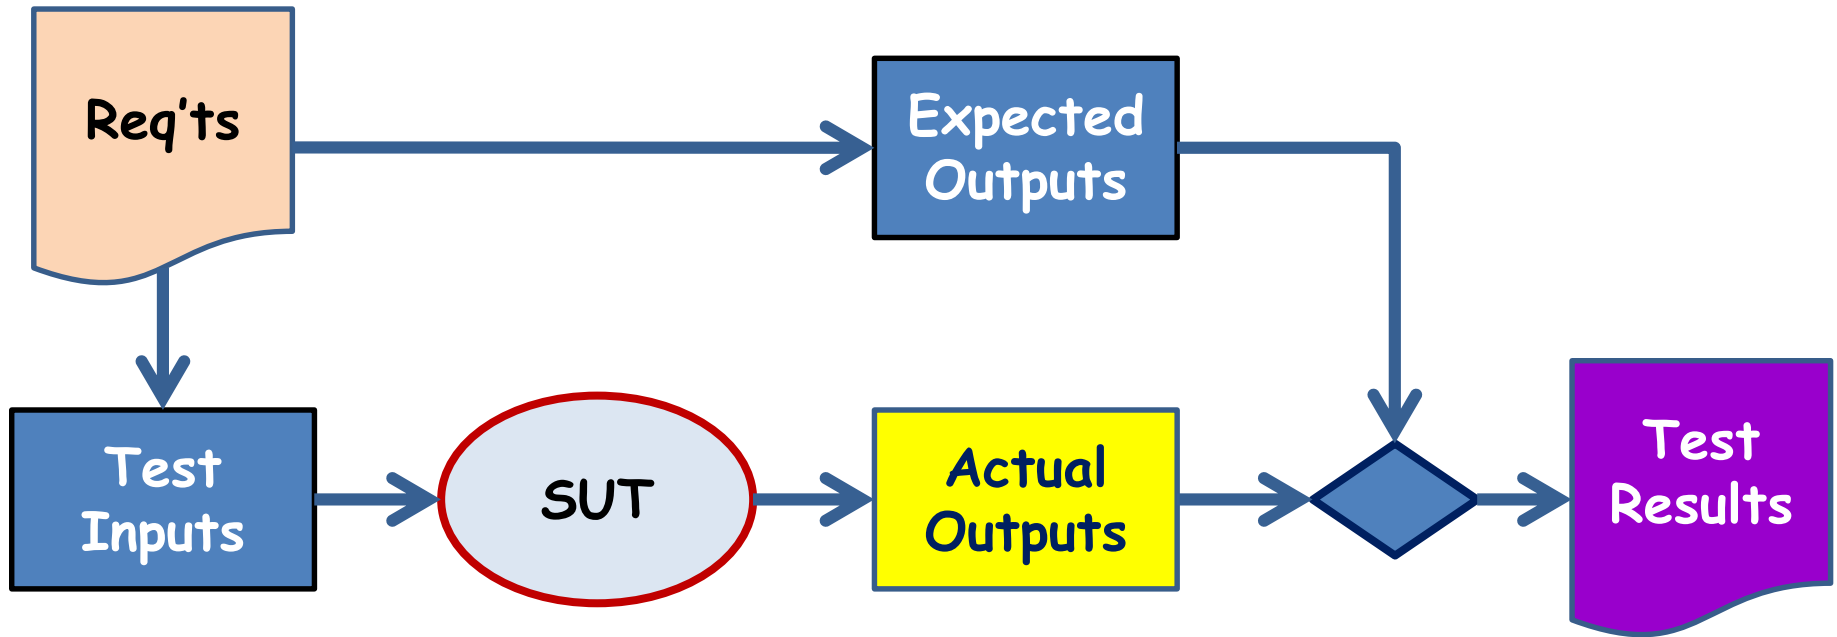 Req'ts
Expected
Outputs
Test
Inputs
SUT
Actual
Outputs
Test
Results